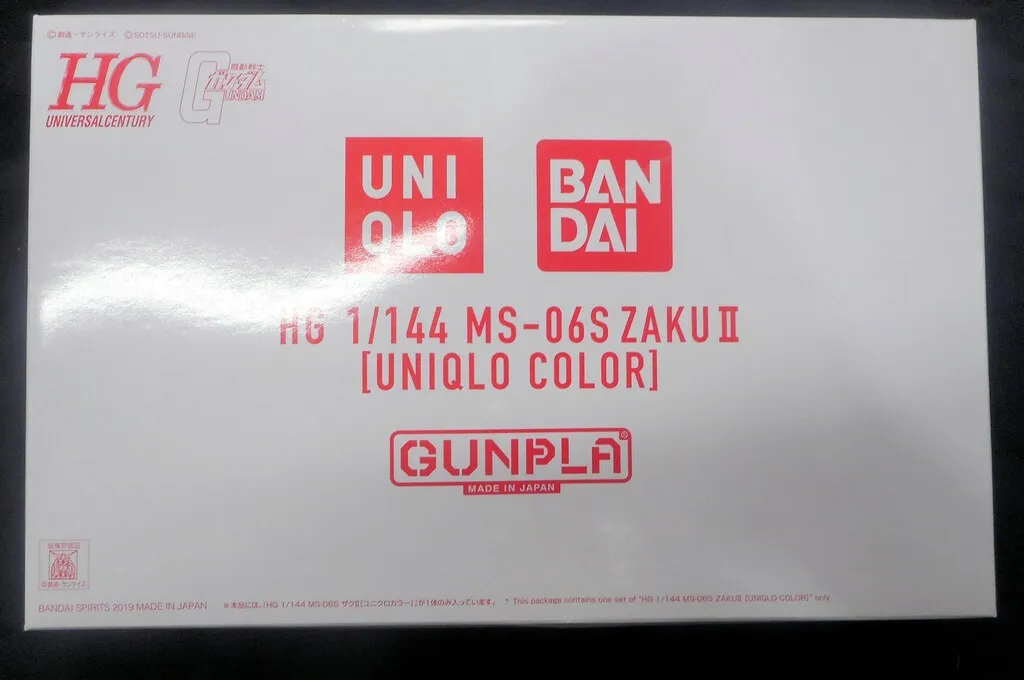 ©創通・サンライズ ©SOTSU・SUNRISE
HG
UNIVERSAL CENTURY
機動戦士
ガンダム
GUNDAM
UNI
QLO
BAN
DAI
HG 1/144 MS-06S ZAKUⅡ
[UNIQLO COLOR]
GUNPLA®
MADE IN JAPAN
創通・サンライズ
BANDAI SPIRITS 2019 MADE IN JAPAN
※本品には、「HG 1/144 MS-06S ザクⅡ[ユニクロカラー]」が1体のみ入っています。 * This package contains one set of "HG 1/144 MS-06S ZAKUⅡ [UNIQLO COLOR]" only.